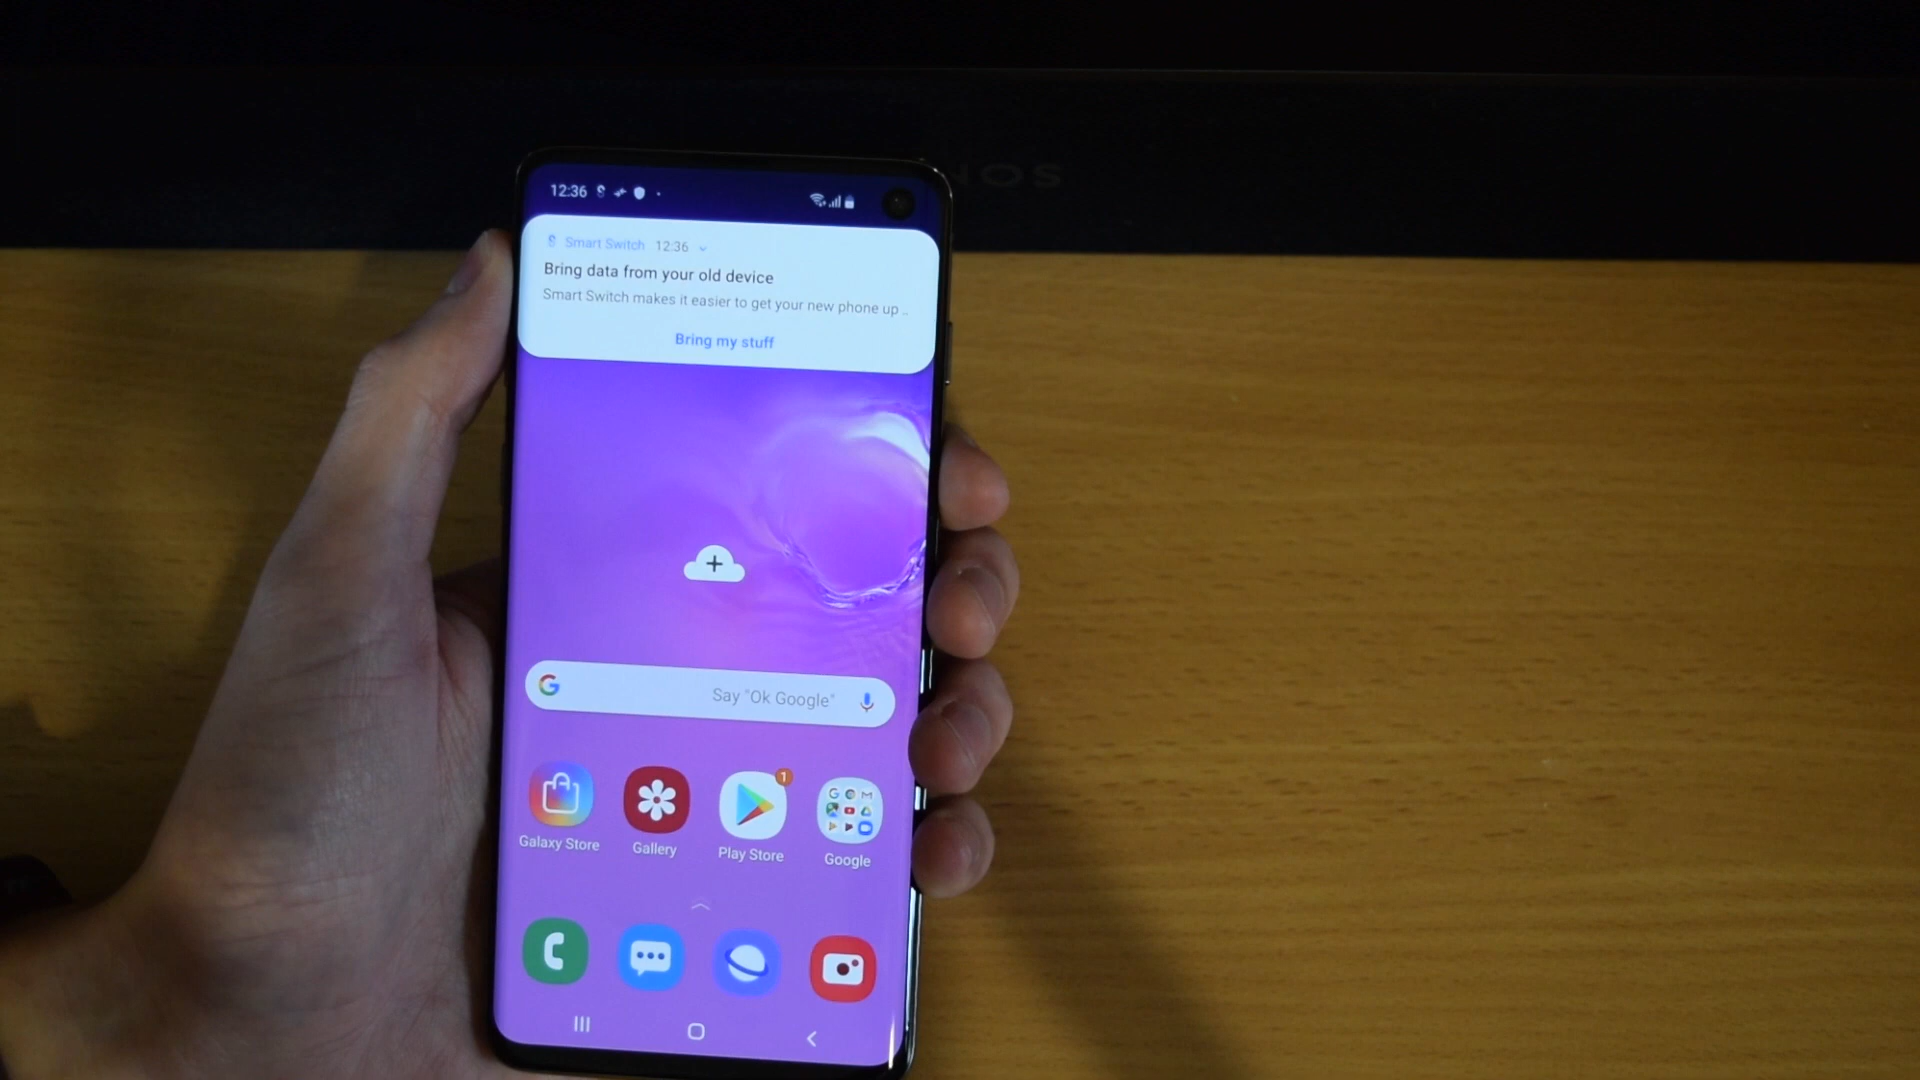 NOS
12:36
Smart Switch 12:36
Bring data from your old device
Smart Switch makes it easier to get your new phone up ..
Bring my stuff
Say "Ok Google"
1
Galaxy Store
Gallery
Play Store
Google